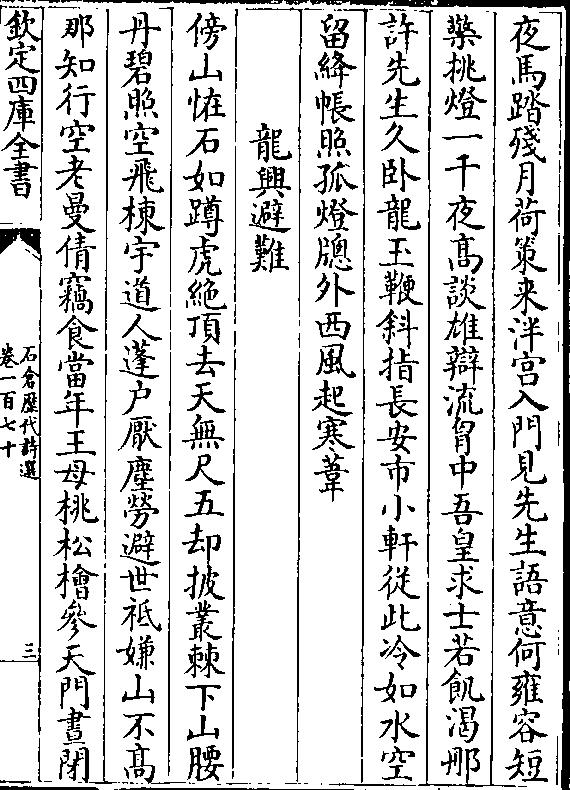 夜馬踏殘月荷策来泮宫入門見先生語意何雍容短
檠挑燈一千夜髙談雄辯流胷中吾皇求士若飢渴那
許先生久卧龍玉鞭斜指長安市小軒從此冷如水空
留絳帳照孤燈牕外西風起寒葦
龍興避難
傍山恠石如蹲虎絶頂去天無尺五却披叢棘下山腰
丹碧照空飛棟宇道人蓬户厭塵勞避世祗嫌山不髙
那知行空老曼倩竊食當年王母桃松檜參天門晝閉
欽定四庫全書
石倉歴代詩選
卷一百七十
三